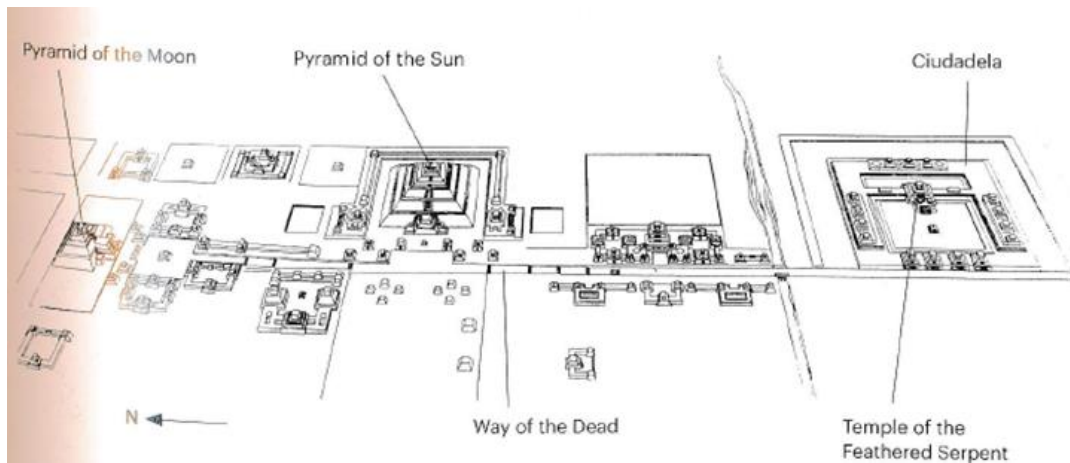 Pyramid of the Moon
Pyramid of the Sun
Ciudadela
N
Way of the Dead
Temple of the
Feathered Serpent